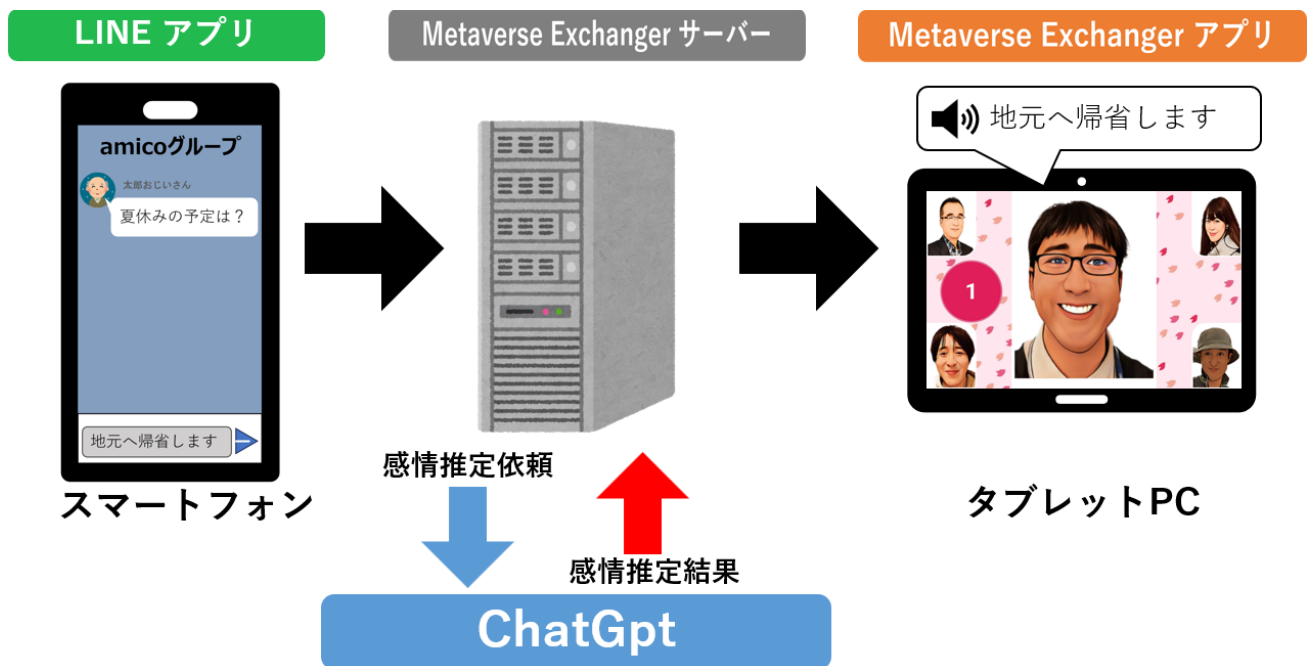 LINE アプリ
Metaverse Exchanger サーバー
Metaverse Exchanger アプリ
amicoグループ
太郎おじいさん
夏休みの予定は？
地元へ帰省します
スマートフォン
感情推定依頼
感情推定結果
ChatGpt
地元へ帰省します
1
タブレットPC